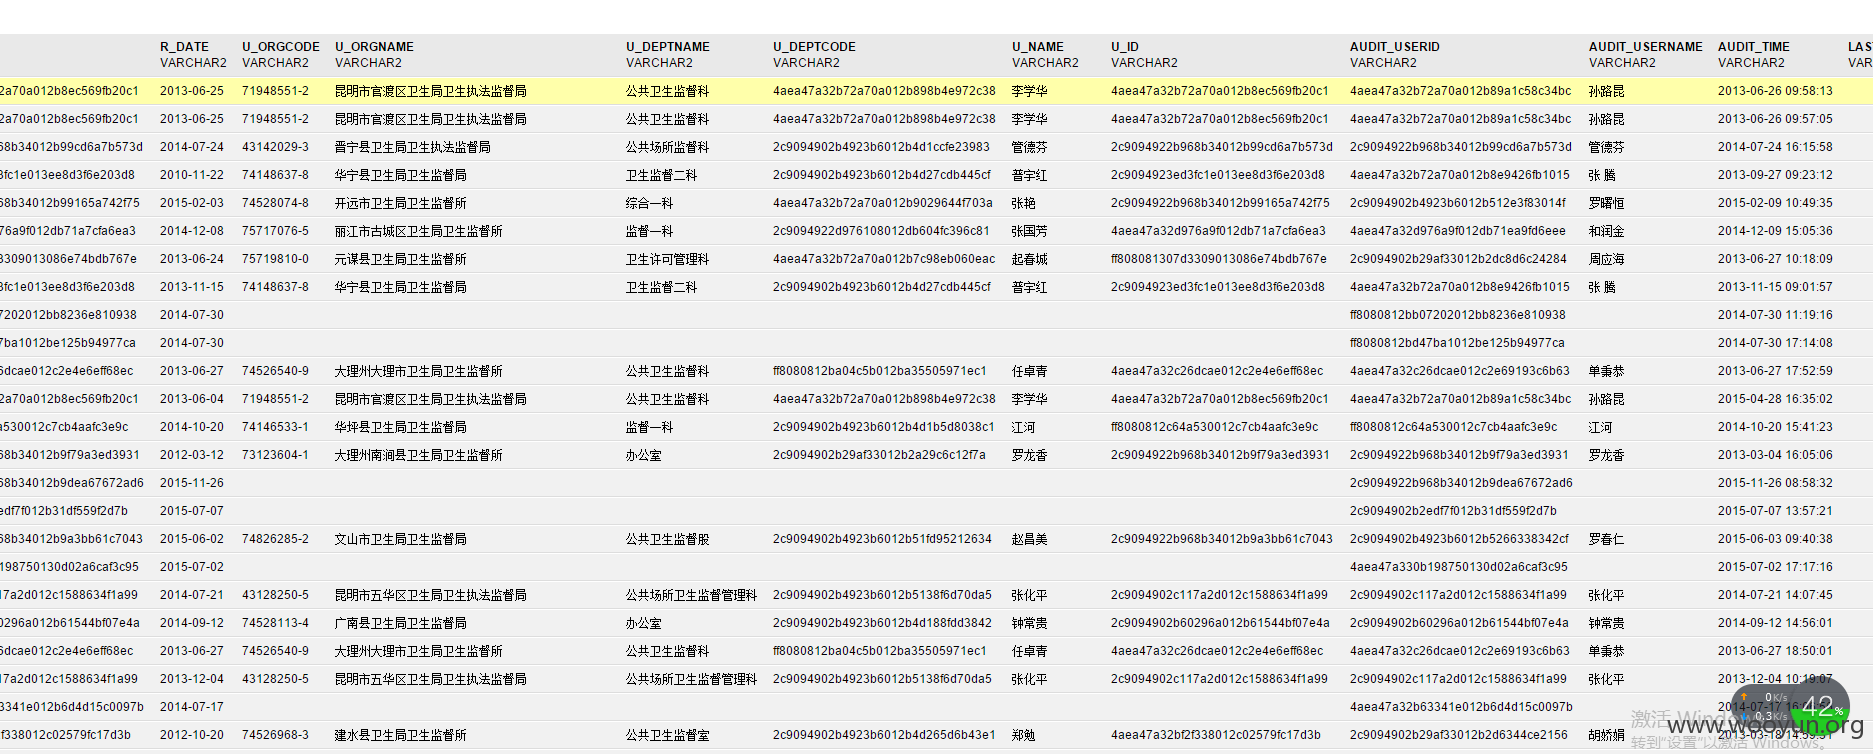 R_DATE U_ORGCODE U_ORGNAME U_DEPTNAME U_DEPTCODE U_NAME U_ID AUDIT_USERID AUDIT_USERNAME AUDIT_TIME LAS
VARCHAR2 VARCHAR2 VARCHAR2 VARCHAR2 VARCHAR2 VARCHAR2 VARCHAR2 VARCHAR2 VARCHAR2 VARCHAR2 VAR
2a70a012b8ec569fb20c1 2013-06-25 71948551-2 昆明市官渡区卫生局卫生执法监督局 公共卫生监督科 4aea47a32b72a70a012b898b4e972c38 李学华 4aea47a32b72a70a012b8ec569fb20c1 4aea47a32b72a70a012b89a1c58c34bc 孙路昆 2013-06-26 09:58:13
2a70a012b8ec569fb20c1 2013-06-25 71948551-2 昆明市官渡区卫生局卫生执法监督局 公共卫生监督科 4aea47a32b72a70a012b898b4e972c38 李学华 4aea47a32b72a70a012b8ec569fb20c1 4aea47a32b72a70a012b89a1c58c34bc 孙路昆 2013-06-26 09:57:05
68b34012b99cd6a7b573d 2014-07-24 43142029-3 晋宁县卫生局卫生执法监督局 公共场所监督科 2c9094902b4923b6012b4d1ccfe23983 管德芬 2c9094922b968b34012b99cd6a7b573d 2c9094922b968b34012b99cd6a7b573d 管德芬 2014-07-24 16:15:58
3fc1e013ee8d3f6e203d8 2010-11-22 74148637-8 华宁县卫生局卫生监督局 卫生监督二科 2c9094902b4923b6012b4d27cdb445cf 普宇红 2c9094923ed3fc1e013ee8d3f6e203d8 4aea47a32b72a70a012b8e9426fb1015 张 腾 2013-09-27 09:23:12
68b34012b99165a742f75 2015-02-03 74528074-8 开远市卫生局卫生监督所 综合一科 4aea47a32b72a70a012b9029644f703a 张艳 2c9094922b968b34012b99165a742f75 2c9094902b4923b6012b512e3f83014f 罗曙恒 2015-02-09 10:49:35
976a9f012db71a7cfa6ea3 2014-12-08 75717076-5 丽江市古城区卫生局卫生监督所 监督一科 2c9094922d976108012db604fc396c81 张国芳 4aea47a32d976a9f012db71a7cfa6ea3 4aea47a32d976a9f012db71ea9fd6eee 和润金 2014-12-09 15:05:36
3309013086e74bdb767e 2013-06-24 75719810-0 元谋县卫生局卫生监督所 卫生许可管理科 4aea47a32b72a70a012b7c98eb060eac 起春城 ff808081307d3309013086e74bdb767e 2c9094902b29af33012b2dc8d6c24284 周应海 2013-06-27 10:18:09
3fc1e013ee8d3f6e203d8 2013-11-15 74148637-8 华宁县卫生局卫生监督局 卫生监督二科 2c9094902b4923b6012b4d27cdb445cf 普宇红 2c9094923ed3fc1e013ee8d3f6e203d8 4aea47a32b72a70a012b8e9426fb1015 张 腾 2013-11-15 09:01:57
7202012bb8236e810938 2014-07-30 ff8080812bb07202012bb8236e810938 2014-07-30 11:19:16
7ba1012be125b94977ca 2014-07-30 ff8080812bd47ba1012be125b94977ca 2014-07-30 17:14:08
6dcae012c2e4e6eff68ec 2013-06-27 74526540-9 大理州大理市卫生局卫生监督所 公共卫生监督科 ff8080812ba04c5b012ba35505971ec1 任卓青 4aea47a32c26dcae012c2e4e6eff68ec 4aea47a32c26dcae012c2e69193c6b63 单秉恭 2013-06-27 17:52:59
2a70a012b8ec569fb20c1 2013-06-04 71948551-2 昆明市官渡区卫生局卫生执法监督局 公共卫生监督科 4aea47a32b72a70a012b898b4e972c38 李学华 4aea47a32b72a70a012b8ec569fb20c1 4aea47a32b72a70a012b89a1c58c34bc 孙路昆 2015-04-28 16:35:02
a530012c7cb4aafc3e9c 2014-10-20 74146533-1 华坪县卫生局卫生监督局 监督一科 2c9094902b4923b6012b4d1b5d8038c1 江河 ff8080812c64a530012c7cb4aafc3e9c ff8080812c64a530012c7cb4aafc3e9c 江河 2014-10-20 15:41:23
68b34012b9f79a3ed3931 2012-03-12 73123604-1 大理州南涧县卫生局卫生监督所 办公室 2c9094902b29af33012b2a29c6c12f7a 罗龙香 2c9094922b968b34012b9f79a3ed3931 2c9094922b968b34012b9f79a3ed3931 罗龙香 2013-03-04 16:05:06
68b34012b9dea67672ad6 2015-11-26 2c9094922b968b34012b9dea67672ad6 2015-11-26 08:58:32
edf7f012b31df559f2d7b 2015-07-07 2c9094902b2edf7f012b31df559f2d7b 2015-07-07 13:57:21
68b34012b9a3bb61c7043 2015-06-02 74826285-2 文山市卫生局卫生监督局 公共卫生监督股 2c9094902b4923b6012b51fd95212634 赵昌美 2c9094922b968b34012b9a3bb61c7043 2c9094902b4923b6012b5266338342cf 罗春仁 2015-06-03 09:40:38
198750130d02a6caf3c95 2015-07-02 4aea47a330b198750130d02a6caf3c95 2015-07-02 17:17:16
17a2d012c1588634f1a99 2014-07-21 43128250-5 昆明市五华区卫生局卫生执法监督局 公共场所卫生监督管理科 2c9094902b4923b6012b5138f6d70da5 张化平 2c9094902c117a2d012c1588634f1a99 2c9094902c117a2d012c1588634f1a99 张化平 2014-07-21 14:07:45
0296a012b61544bf07e4a 2014-09-12 74528113-4 广南县卫生局卫生监督局 办公室 2c9094902b4923b6012b4d188fdd3842 钟常贵 2c9094902b60296a012b61544bf07e4a 2c9094902b60296a012b61544bf07e4a 钟常贵 2014-09-12 14:56:01
6dcae012c2e4e6eff68ec 2013-06-27 74526540-9 大理州大理市卫生局卫生监督所 公共卫生监督科 ff8080812ba04c5b012ba35505971ec1 任卓青 4aea47a32c26dcae012c2e4e6eff68ec 4aea47a32c26dcae012c2e69193c6b63 单秉恭 2013-06-27 18:50:01
17a2d012c1588634f1a99 2013-12-04 43128250-5 昆明市五华区卫生局卫生执法监督局 公共场所卫生监督管理科 2c9094902b4923b6012b5138f6d70da5 张化平 2c9094902c117a2d012c1588634f1a99 2c9094902c117a2d012c1588634f1a99 张化平 2013-12-04 10:19:07
3341e012b6d4d15c0097b 2014-07-17 4aea47a32b63341e012b6d4d15c0097b 2014-07-17
2f338012c02579fc17d3b 2012-10-20 74526968-3 建水县卫生局卫生监督所 公共卫生监督室 2c9094902b4923b6012b4d265d6b43e1 郑勉 4aea47a32bf2f338012c02579fc17d3b 2c9094902b29af33012b2d6344ce2156 胡娇娟 2013-03-18 14:59:31
0K/s
0.3K/s
42%
激活 Windows
转到"设置"以激活 Windows。
www.wooyun.org